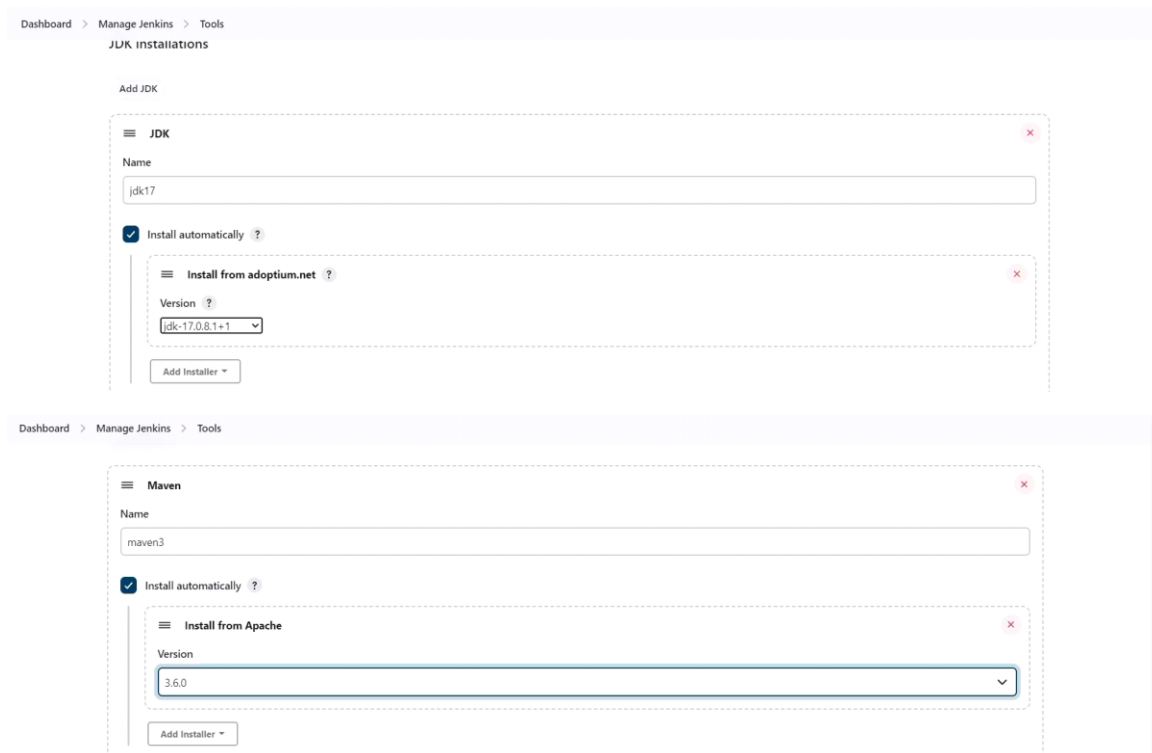 Dashboard > Manage Jenkins > Tools
JDK installations
Add JDK
JDK
Name
jdk17
Install automatically ?
Install from adoptium.net ?
Version ?
jdk-17.0.8.1+1
Add Installer
Dashboard > Manage Jenkins > Tools
Maven
Name
maven3
Install automatically ?
Install from Apache
Version
3.6.0
Add Installer